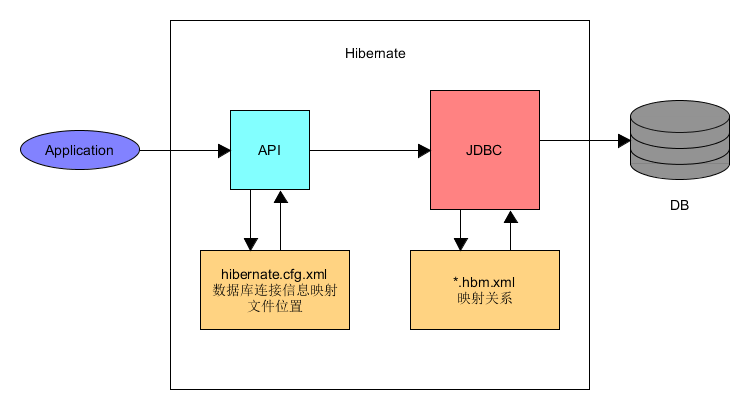 Hibernate
Application
API
JDBC
DB
hibernate.cfg.xml
数据库连接信息映射
文件位置
*.hbm.xml
映射关系